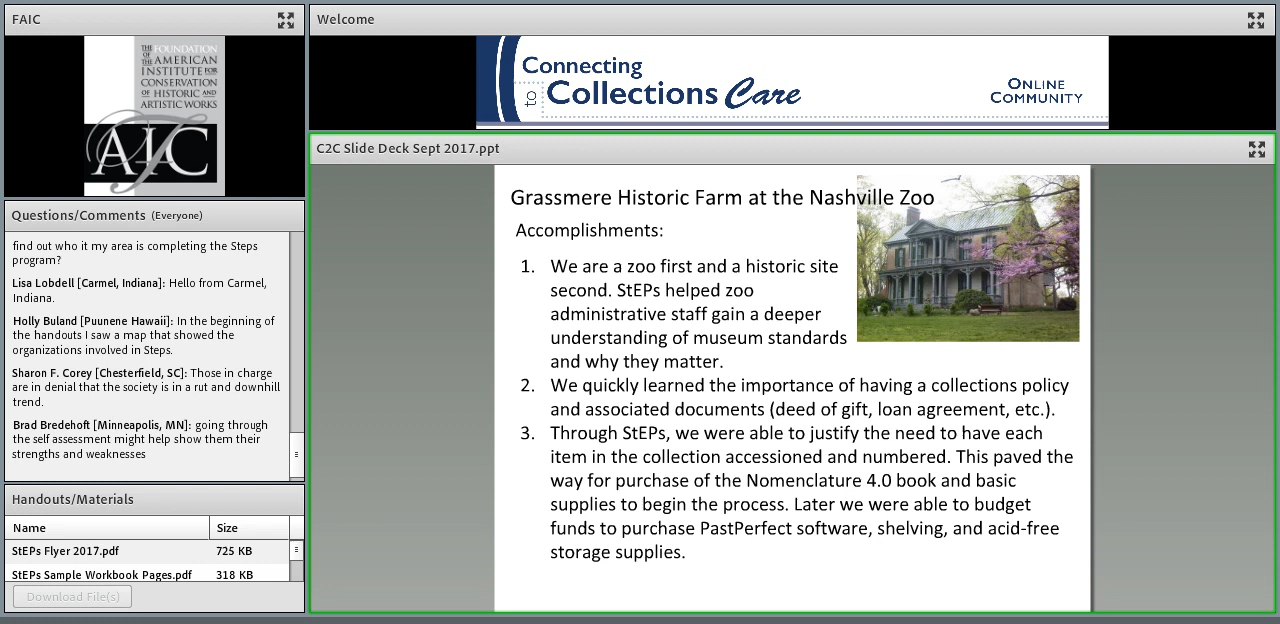 FAIC
THE FOUNDATION
OF THE AMERICAN
INSTITUTE FOR
CONSERVATION
OF HISTORIC AND
ARTISTIC WORKS
AIC
Questions/Comments (Everyone)
find out who it my area is completing the Steps
program?
Lisa Lobdell [Carmel, Indiana]: Hello from Carmel,
Indiana.
Holly Buland [Puunene Hawaii]: In the beginning of
the handouts I saw a map that showed the
organizations involved in Steps.
Sharon F. Corey [Chesterfield, SC]: Those in charge
are in denial that the society is in a rut and downhill
trend.
Brad Bredehoft [Minneapolis, MN]: going through
the self assessment might help show them their
strengths and weaknesses
Handouts/Materials
Name Size
StEPs Flyer 2017.pdf 725 KB
StEPs Sample Workbook Pages.pdf 318 KB
Download File(s)
Welcome
Connecting
to Collections Care
ONLINE
COMMUNITY
C2C Slide Deck Sept 2017.ppt
Grassmere Historic Farm at the Nashville Zoo
Accomplishments:
1. We are a zoo first and a historic site
second. StEPs helped zoo
administrative staff gain a deeper
understanding of museum standards
and why they matter.
2. We quickly learned the importance of having a collections policy
and associated documents (deed of gift, loan agreement, etc.).
3. Through StEPs, we were able to justify the need to have each
item in the collection accessioned and numbered. This paved the
way for purchase of the Nomenclature 4.0 book and basic
supplies to begin the process. Later we were able to budget
funds to purchase PastPerfect software, shelving, and acid-free
storage supplies.